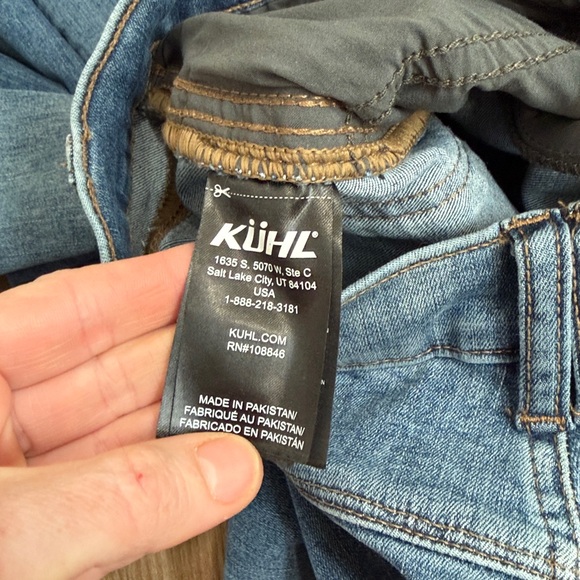 KÜHL
1635 S. 5070 W, Ste C
Salt Lake City, UT 84104
USA
1-888-218-3181
KUHL.COM
RN#108846
MADE IN PAKISTAN/
FABRIQUÉ AU PAKISTAN/
FABRICADO EN PAKISTÁN